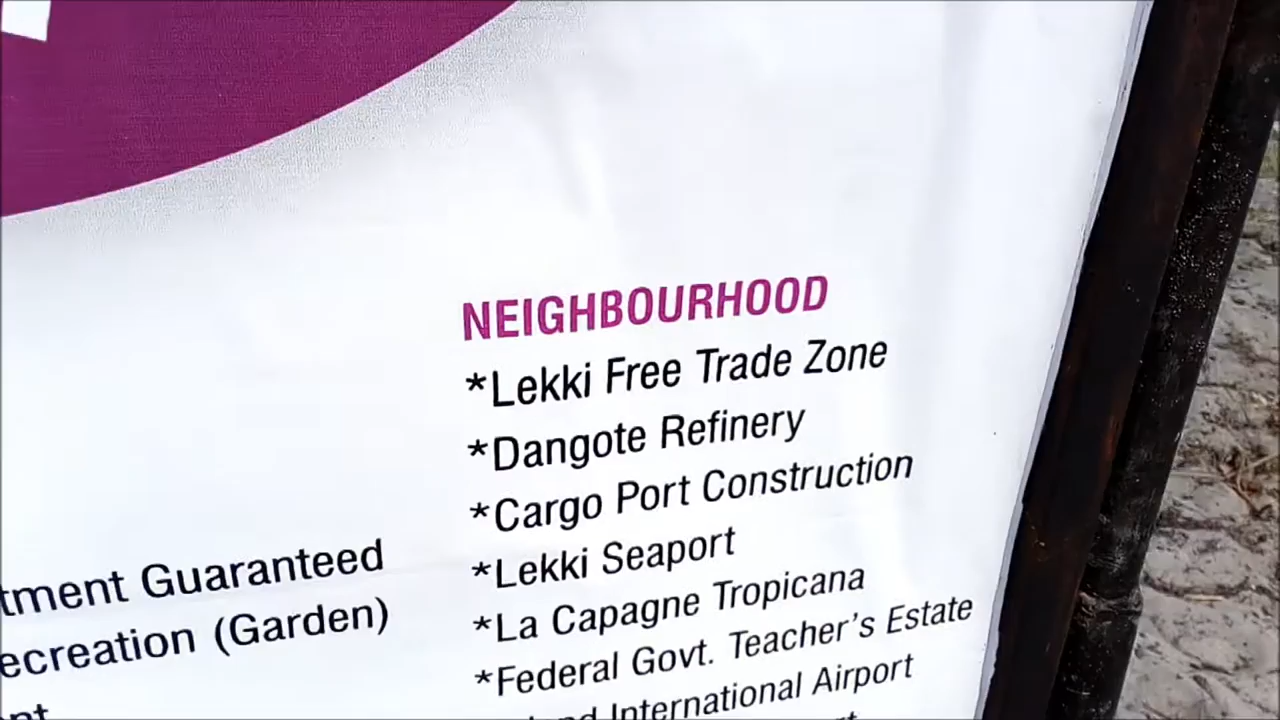 NEIGHBOURHOOD
*Lekki Free Trade Zone
*Dangote Refinery
*Cargo Port Construction
*Lekki Seaport
*La Capagne Tropicana
*Federal Govt. Teacher's Estate
International Airport
tment Guaranteed
ecreation (Garden)